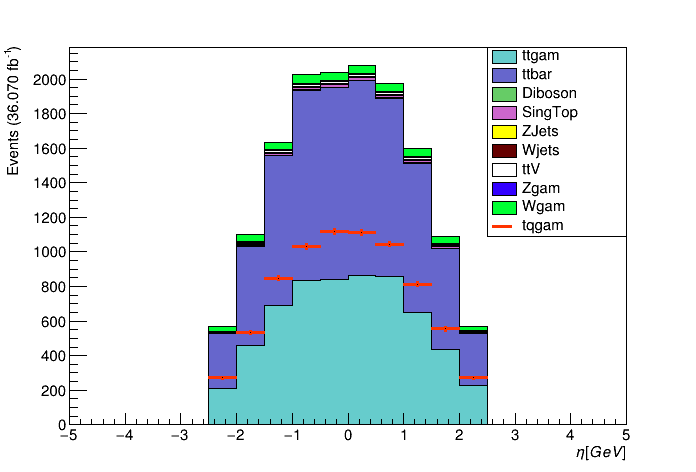 Events (36.070 fb⁻¹)
2000
1800
1600
1400
1200
1000
800
600
400
200
0
−5 −4 −3 −2 −1 0 1 2 3 4 5
η[GeV]
ttgam
ttbar
Diboson
SingTop
ZJets
Wjets
ttV
Zgam
Wgam
tqgam